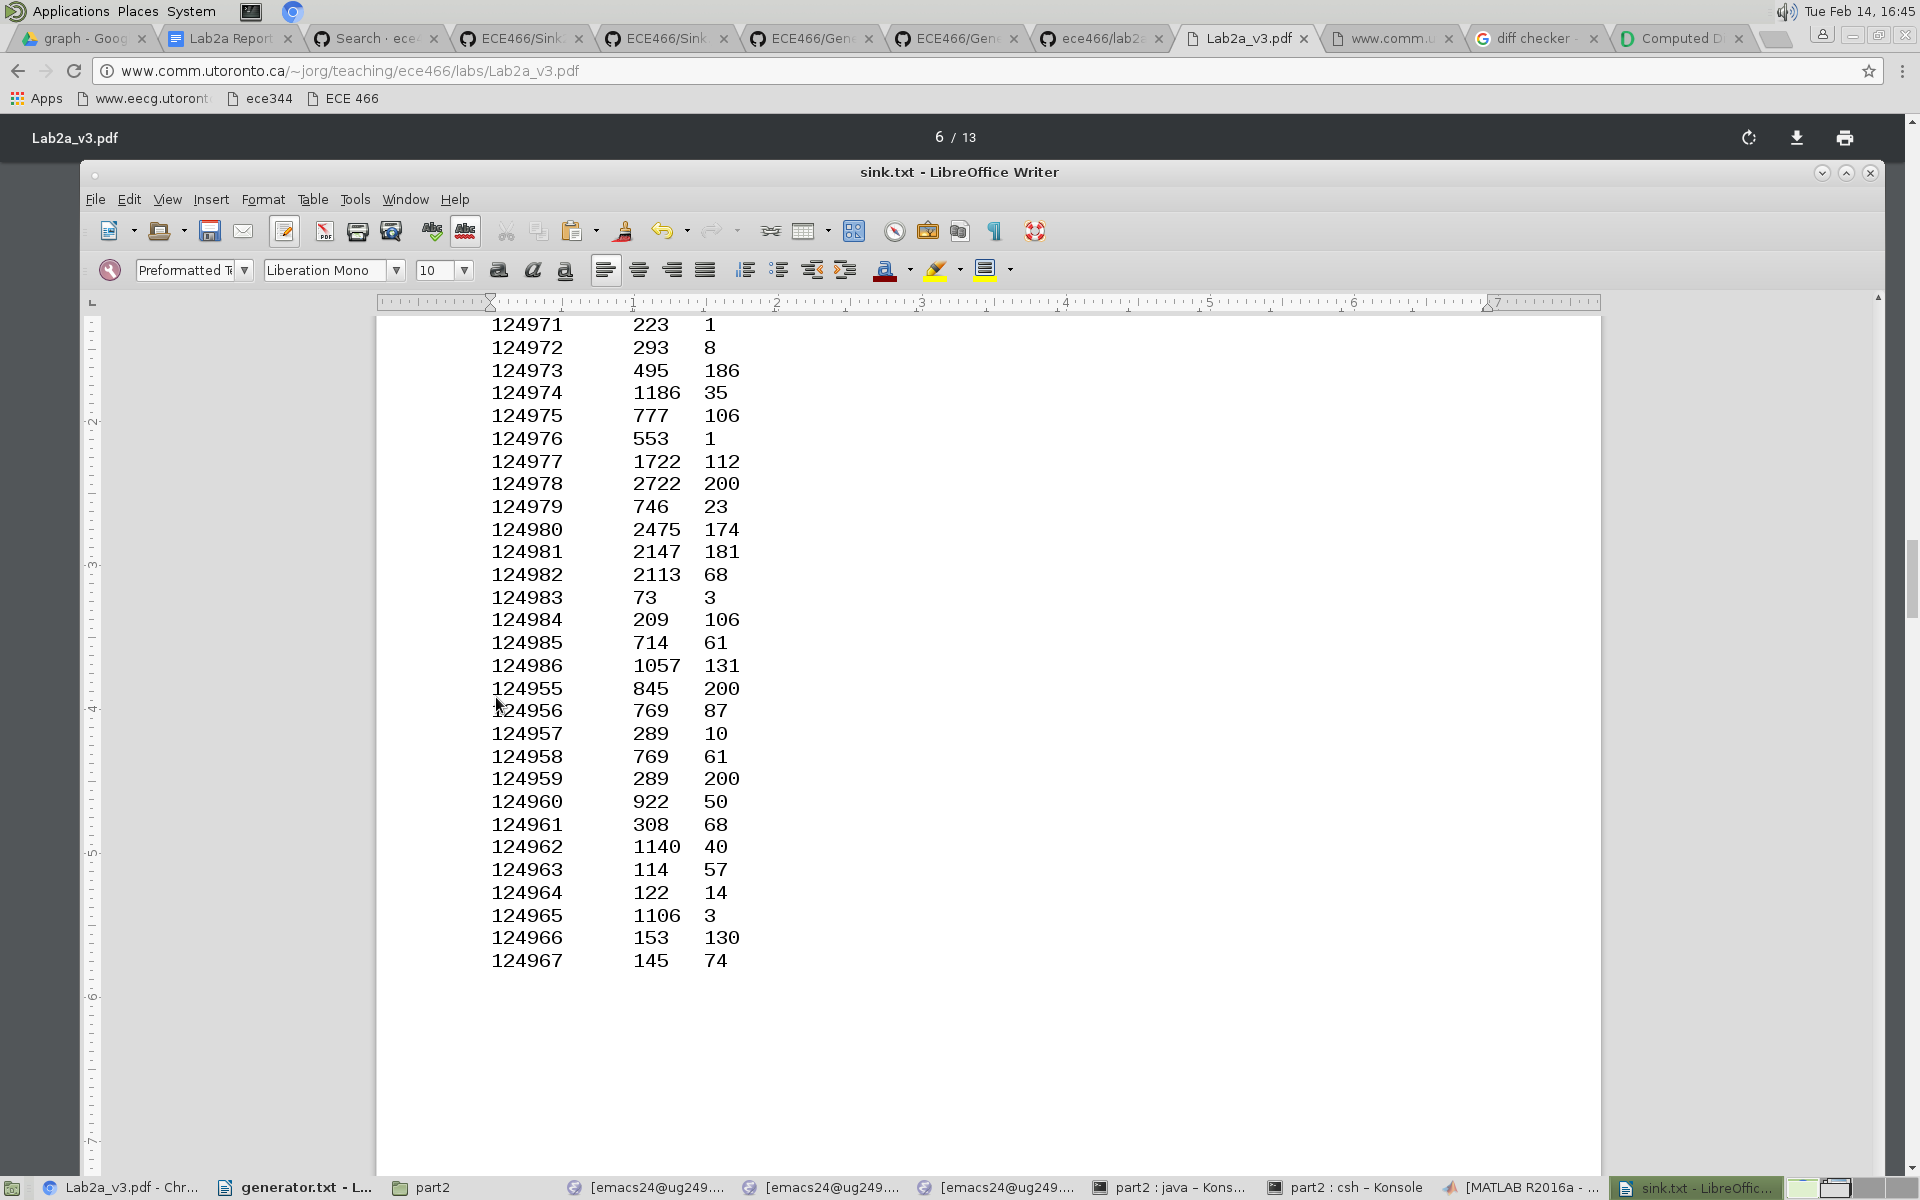 Applications Places System Tue Feb 14, 16:45
graph - Goog Lab2a Report Search · ece ECE466/Sink ECE466/Sink ECE466/Gen ECE466/Gen ece466/lab2a Lab2a_v3.pdf www.comm.u diff checker - Computed D
www.comm.utoronto.ca/~jorg/teaching/ece466/labs/Lab2a_v3.pdf
Apps www.eecg.utoront ece344 ECE 466
Lab2a_v3.pdf 6 / 13
sink.txt - LibreOffice Writer
File Edit View Insert Format Table Tools Window Help
Preformatted T Liberation Mono 10
1 2 3 4 5 6 7
124971 223 1
124972 293 8
124973 495 186
124974 1186 35
124975 777 106
124976 553 1
124977 1722 112
124978 2722 200
124979 746 23
124980 2475 174
124981 2147 181
124982 2113 68
124983 73 3
124984 209 106
124985 714 61
124986 1057 131
124955 845 200
124956 769 87
124957 289 10
124958 769 61
124959 289 200
124960 922 50
124961 308 68
124962 1140 40
124963 114 57
124964 122 14
124965 1106 3
124966 153 130
124967 145 74
Lab2a_v3.pdf - Chr... generator.txt - L... part2 [emacs24@ug249.... [emacs24@ug249.... [emacs24@ug249.... part2 : java – Kons... part2 : csh – Konsole [MATLAB R2016a - ... sink.txt - LibreOffic...